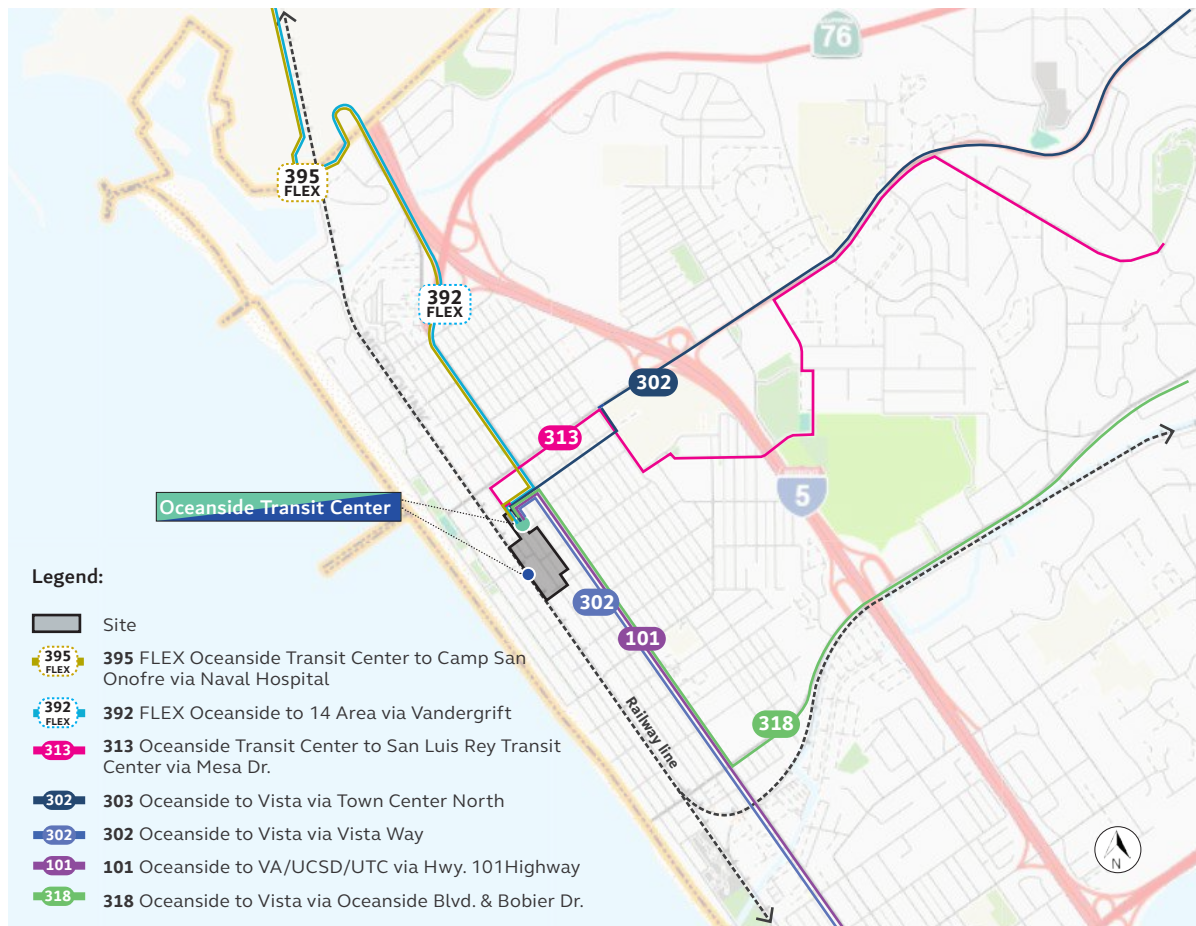 76
395
FLEX
392
FLEX
302
313
5
Oceanside Transit Center
302
101
318
Railway line
N
Legend:
Site
395
FLEX
395 FLEX Oceanside Transit Center to Camp San
Onofre via Naval Hospital
392
FLEX
392 FLEX Oceanside to 14 Area via Vandergrift
313
313 Oceanside Transit Center to San Luis Rey Transit
Center via Mesa Dr.
302
303 Oceanside to Vista via Town Center North
302
302 Oceanside to Vista via Vista Way
101
101 Oceanside to VA/UCSD/UTC via Hwy. 101Highway
318
318 Oceanside to Vista via Oceanside Blvd. & Bobier Dr.